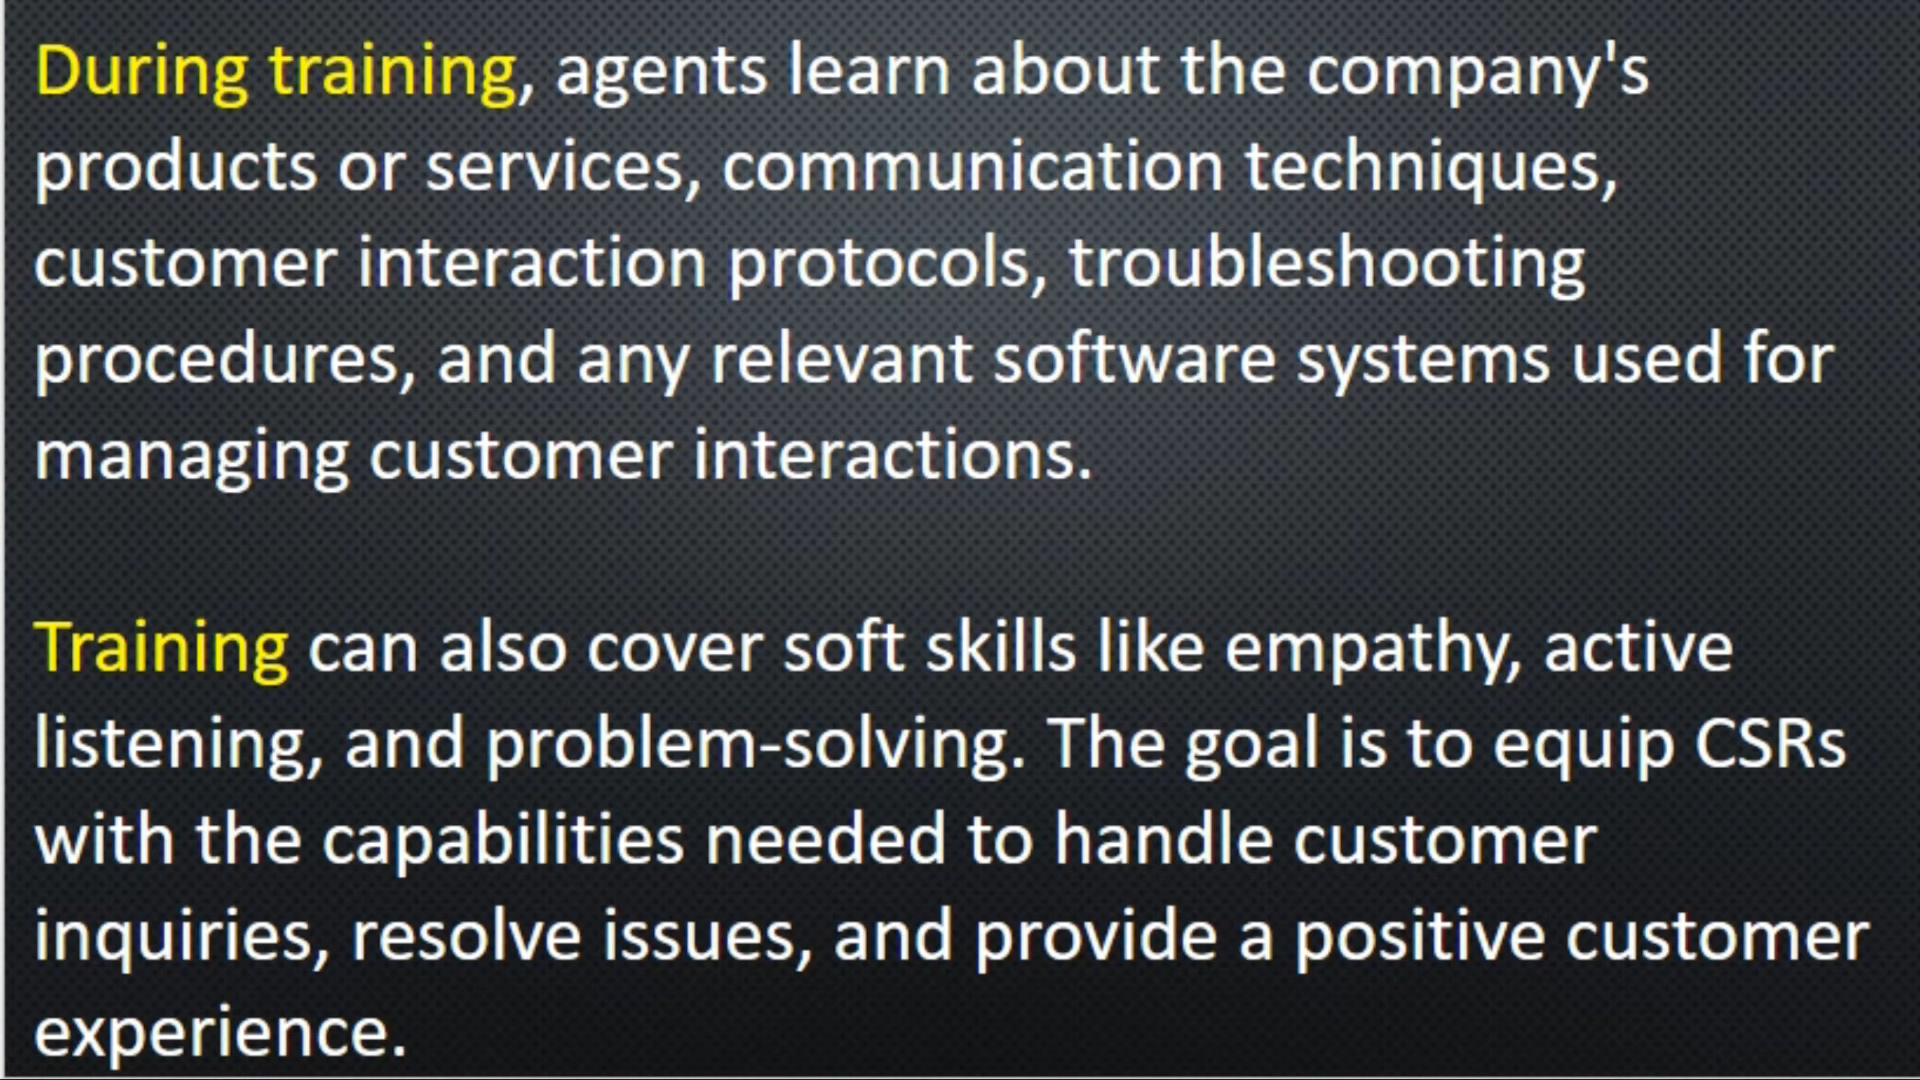 During training, agents learn about the company's
products or services, communication techniques,
customer interaction protocols, troubleshooting
procedures, and any relevant software systems used for
managing customer interactions.
Training can also cover soft skills like empathy, active
listening, and problem-solving. The goal is to equip CSRs
with the capabilities needed to handle customer
inquiries, resolve issues, and provide a positive customer
experience.